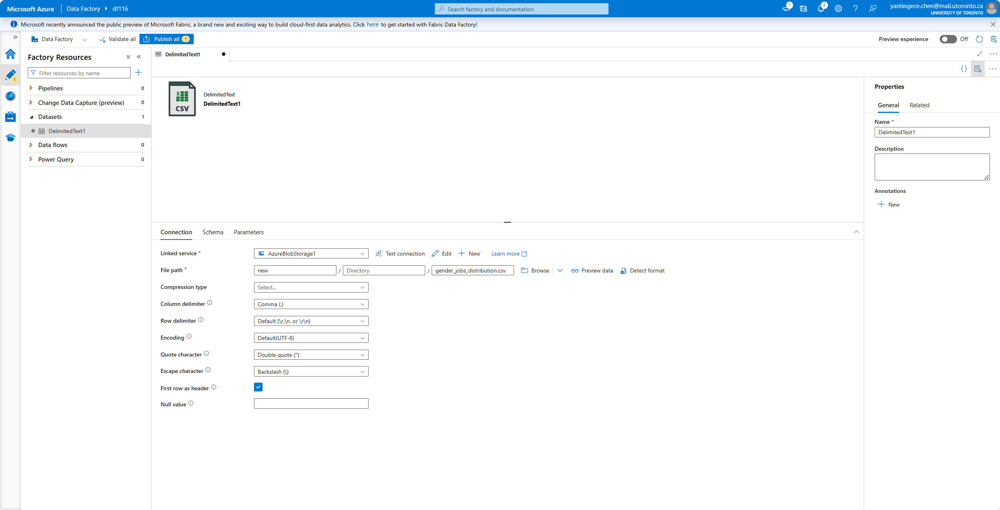 Microsoft Azure Data Factory df116
Search factory and documentation
1
2
yantingece.chen@mail.utoronto.ca
UNIVERSITY OF TORONTO
Microsoft recently announced the public preview of Microsoft Fabric, a brand new and exciting way to build cloud-first data analytics. Click here to get started with Fabric Data Factory!
Data Factory
Validate all
Publish all 1
Preview experience Off
Factory Resources
Filter resources by name
1
Pipelines 0
Change Data Capture (preview) 0
Datasets 1
DelimitedText1
Data flows 0
Power Query 0
DelimitedText1
CSV
DelimitedText
DelimitedText1
Connection Schema Parameters
Linked service * AzureBlobStorage1 Test connection Edit New Learn more
File path * new / Directory / gender_jobs_distribution.csv Browse Preview data Detect format
Compression type Select...
Column delimiter Comma (,)
Row delimiter Default (\r,\n, or \r\n)
Encoding Default(UTF-8)
Quote character Double quote (")
Escape character Backslash (\)
First row as header
Null value
Properties
General Related
Name *
DelimitedText1
Description
Annotations
New